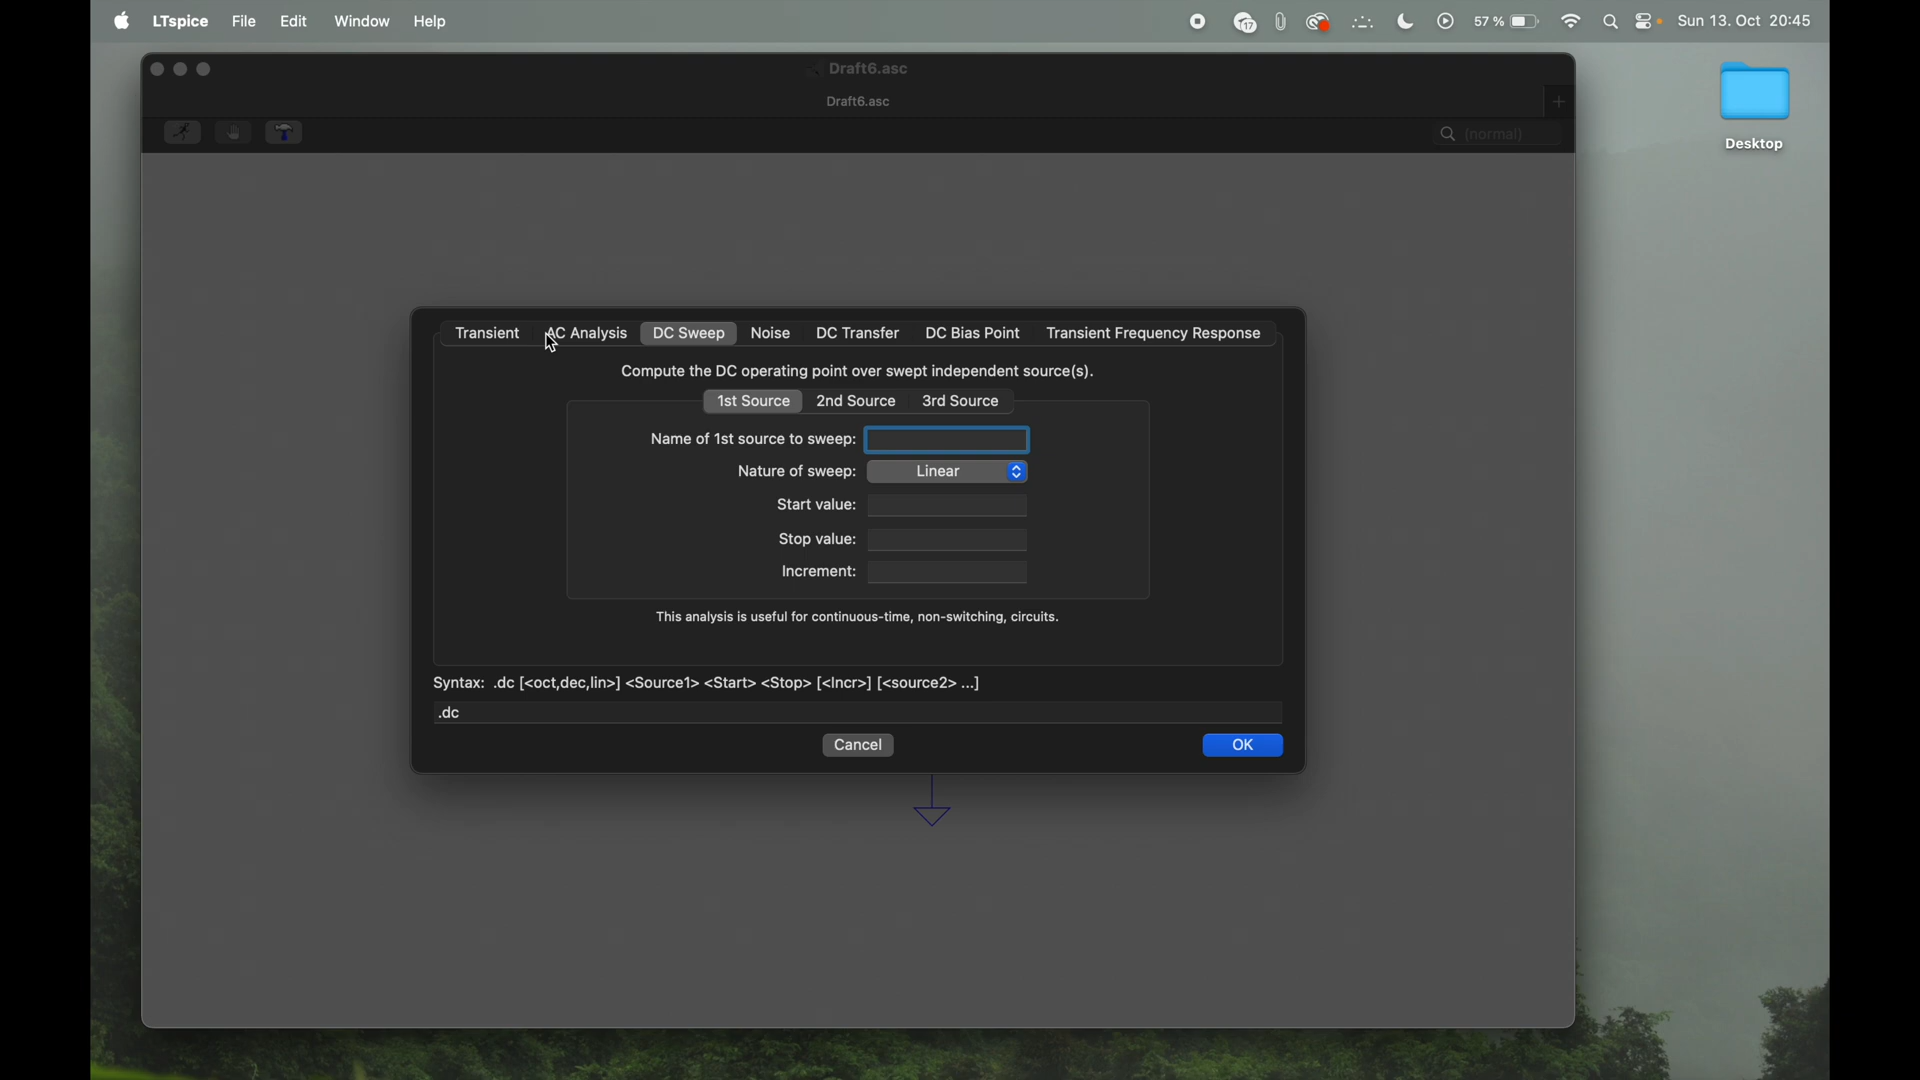 LTspice File Edit Window Help
17
57 %
Sun 13. Oct 20:45
Draft6.asc
Draft6.asc
(normal)
Desktop
Transient AC Analysis DC Sweep Noise DC Transfer DC Bias Point Transient Frequency Response
Compute the DC operating point over swept independent source(s).
1st Source 2nd Source 3rd Source
Name of 1st source to sweep:
Nature of sweep: Linear
Start value:
Stop value:
Increment:
This analysis is useful for continuous-time, non-switching, circuits.
Syntax: .dc [<oct,dec,lin>] <Source1> <Start> <Stop> [<Incr>] [<source2> ...]
.dc
Cancel OK